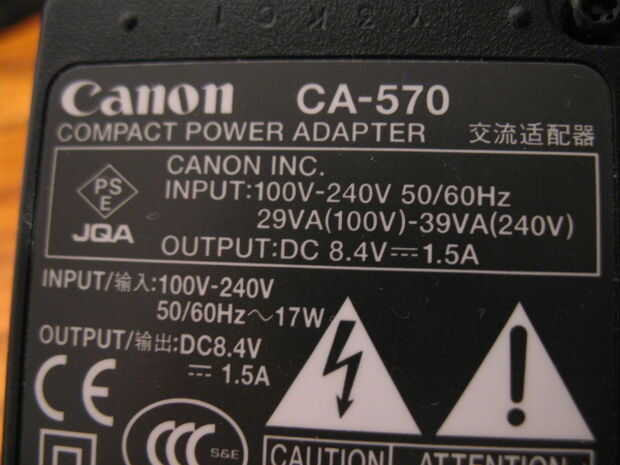 Canon CA-570
COMPACT POWER ADAPTER 交流适配器
PS
E
JQA
CANON INC.
INPUT:100V-240V 50/60Hz
29VA(100V)-39VA(240V)
OUTPUT:DC 8.4V⎓1.5A
INPUT/输入:100V-240V
50/60Hz～17W
OUTPUT/输出:DC8.4V
⎓ 1.5A
CE
CCC S&E
CAUTION ATTENTION